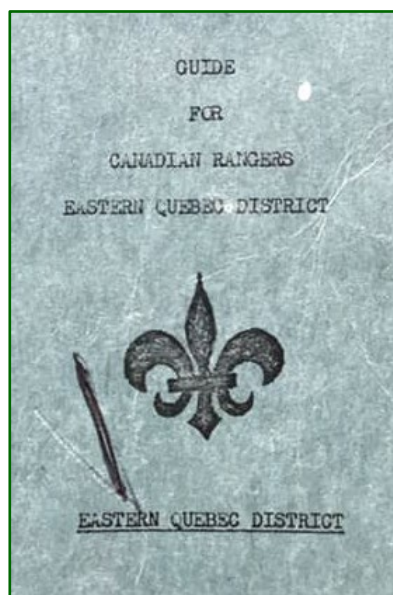 GUIDE
FOR
CANADIAN RANGERS
EASTERN QUEBEC DISTRICT
EASTERN QUEBEC DISTRICT